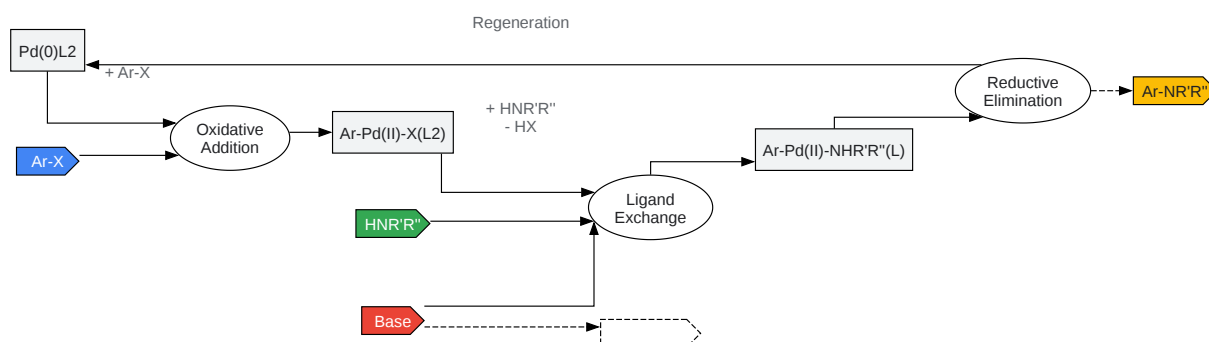 Regeneration
Pd(0)L2
+ Ar-X
Reductive
Elimination
Ar-NR'R"
+ HNR'R"
- HX
Oxidative
Addition
Ar-Pd(II)-X(L2)
Ar-X
Ar-Pd(II)-NHR'R"(L)
Ligand
Exchange
HNR'R"
Base